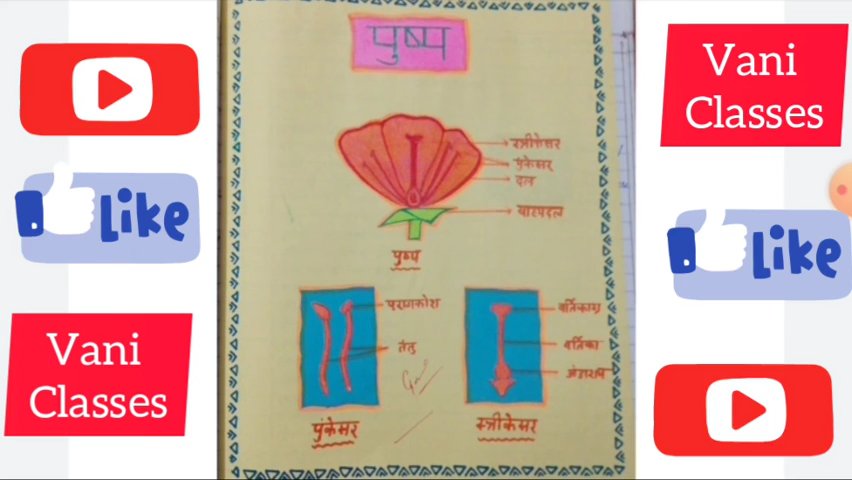 पुष्प
स्त्रीकेसर
पुंकेसर
दल
बाह्यदल
पुष्प
परागकोश
तंतु
पुंकेसर
वर्तिकाग्र
वर्तिका
अंडाशय
स्त्रीकेसर
Like
Vani
Classes
Vani
Classes
Like